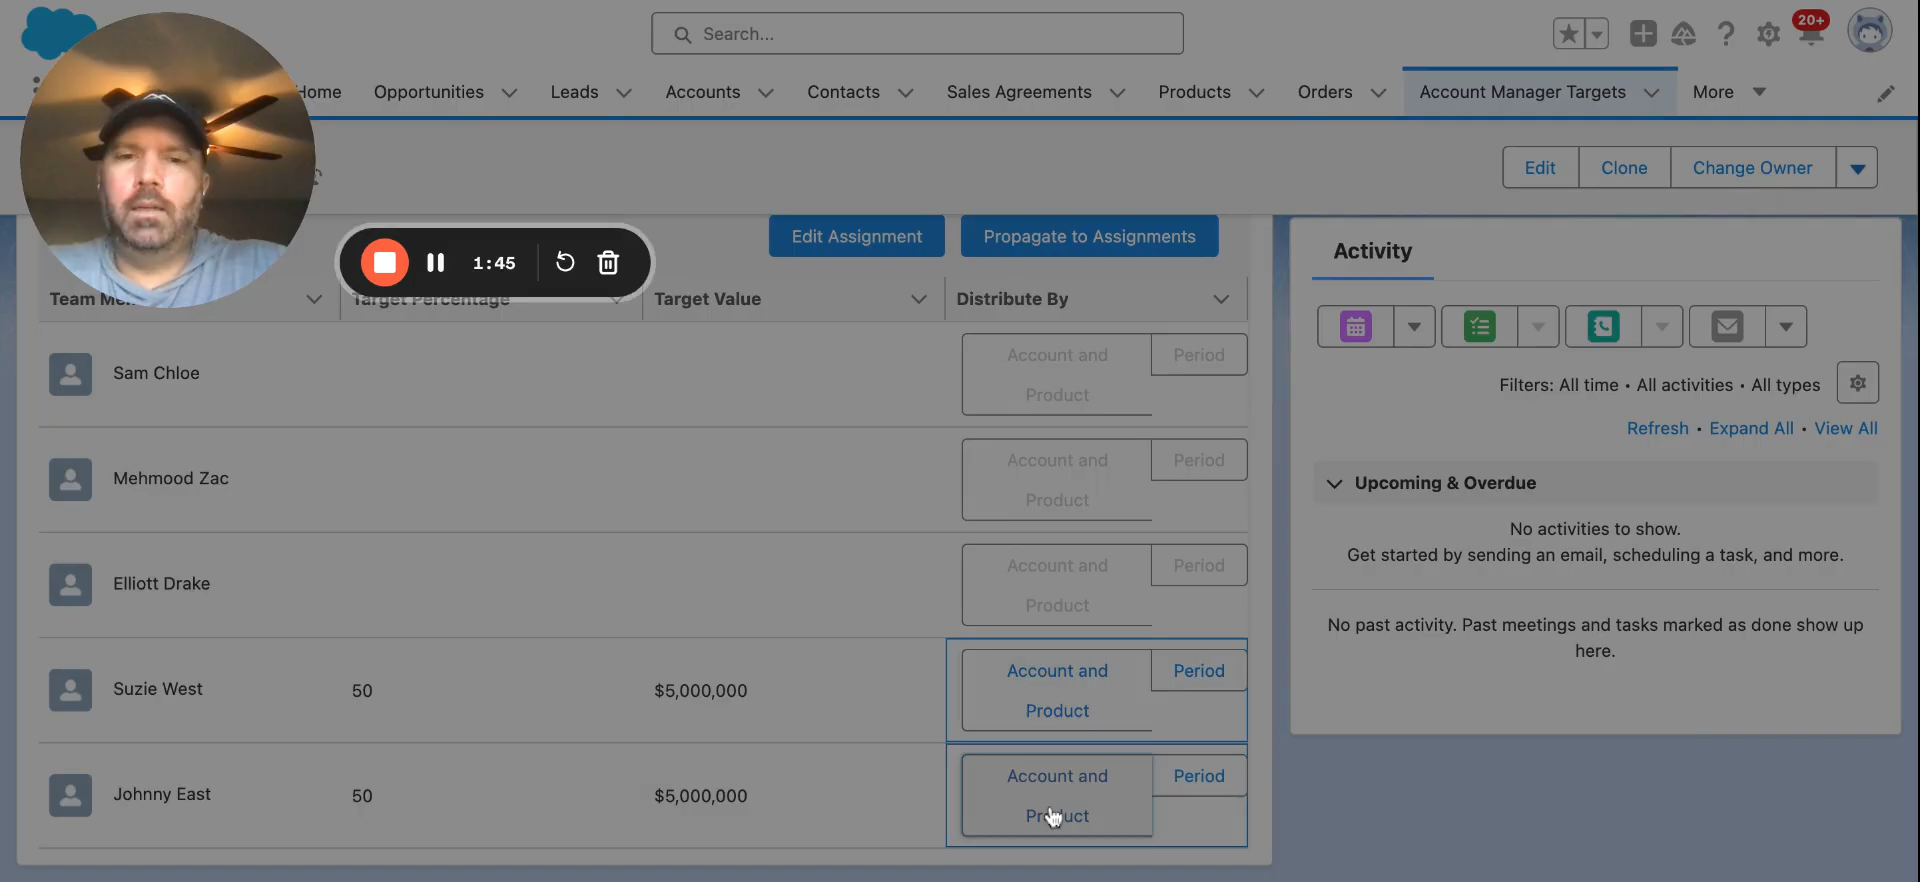 Search...
20+
Home
Opportunities
Leads
Accounts
Contacts
Sales Agreements
Products
Orders
Account Manager Targets
More
Edit
Clone
Change Owner
1:45
Edit Assignment
Propagate to Assignments
Team
Target Percentage
Target Value
Distribute By
Sam Chloe
Account and
Product
Period
Mehmood Zac
Account and
Product
Period
Elliott Drake
Account and
Product
Period
Suzie West
50
$5,000,000
Account and
Product
Period
Johnny East
50
$5,000,000
Account and
Product
Period
Activity
Filters: All time • All activities • All types
Refresh • Expand All • View All
Upcoming & Overdue
No activities to show.
Get started by sending an email, scheduling a task, and more.
No past activity. Past meetings and tasks marked as done show up
here.